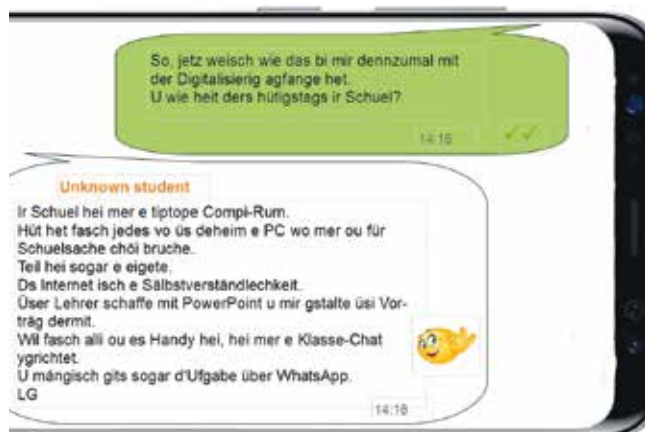 So, jetz weisch wie das bi mir dennzumal mit
der Digitalisierig agfange het.
U wie heit ders hütigstags ir Schuel?
14:16
Unknown student
Ir Schuel hei mer e tiptope Compi-Rum.
Hüt het fasch jedes vo üs deheim e PC wo mer ou für
Schuelsache chöi bruche.
Teil hei sogar e eigete.
Ds Internet isch e Sälbstverständlechkeit.
Üser Lehrer schaffe mit PowerPoint u mir gstalte üsi Vor-
träg dermit.
Wil fasch alli ou es Handy hei, hei mer e Klasse-Chat
ygrichtet.
U mängisch gits sogar d'Ufgabe über WhatsApp.
LG
14:16